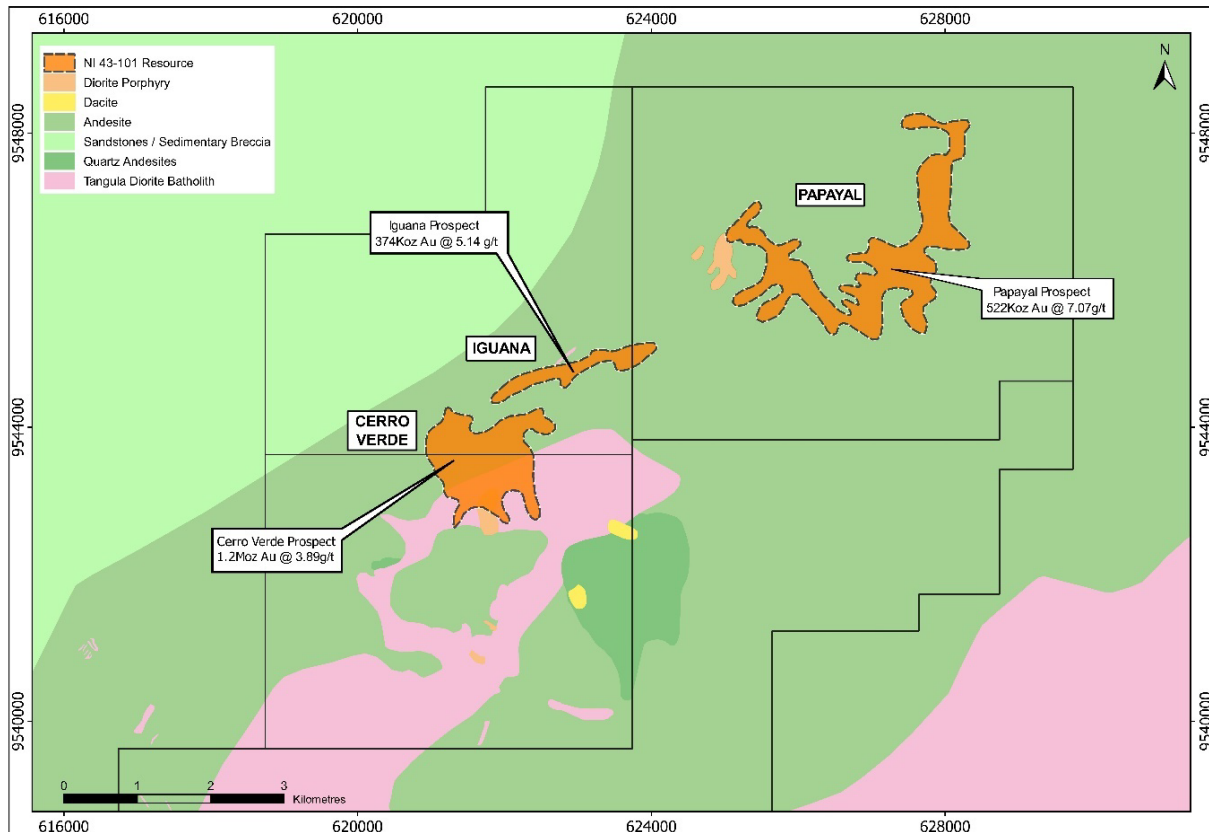 616000
620000
624000
628000
NI 43-101 Resource
Diorite Porphyry
Dacite
Andesite
Sandstones / Sedimentary Breccia
Quartz Andesites
Tangula Diorite Batholith
N
9548000
9548000
PAPAYAL
Iguana Prospect
374Koz Au @ 5.14 g/t
Papayal Prospect
522Koz Au @ 7.07g/t
IGUANA
CERRO
VERDE
9544000
9544000
Cerro Verde Prospect
1.2Moz Au @ 3.89g/t
9540000
9540000
0 1 2 3
Kilometres
616000
620000
624000
628000